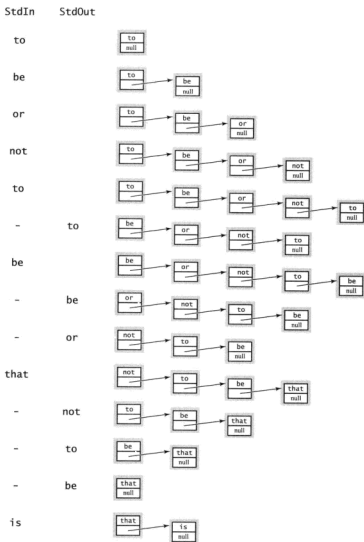 StdIn StdOut
to to null
be to be null
or to be or null
not to be or not null
to to be or not to null
- to be or not to null
be be or not to be null
- be or not to be null
- or not to be null
that not to be that null
- not to be that null
- to be that null
- be that null
is that is null